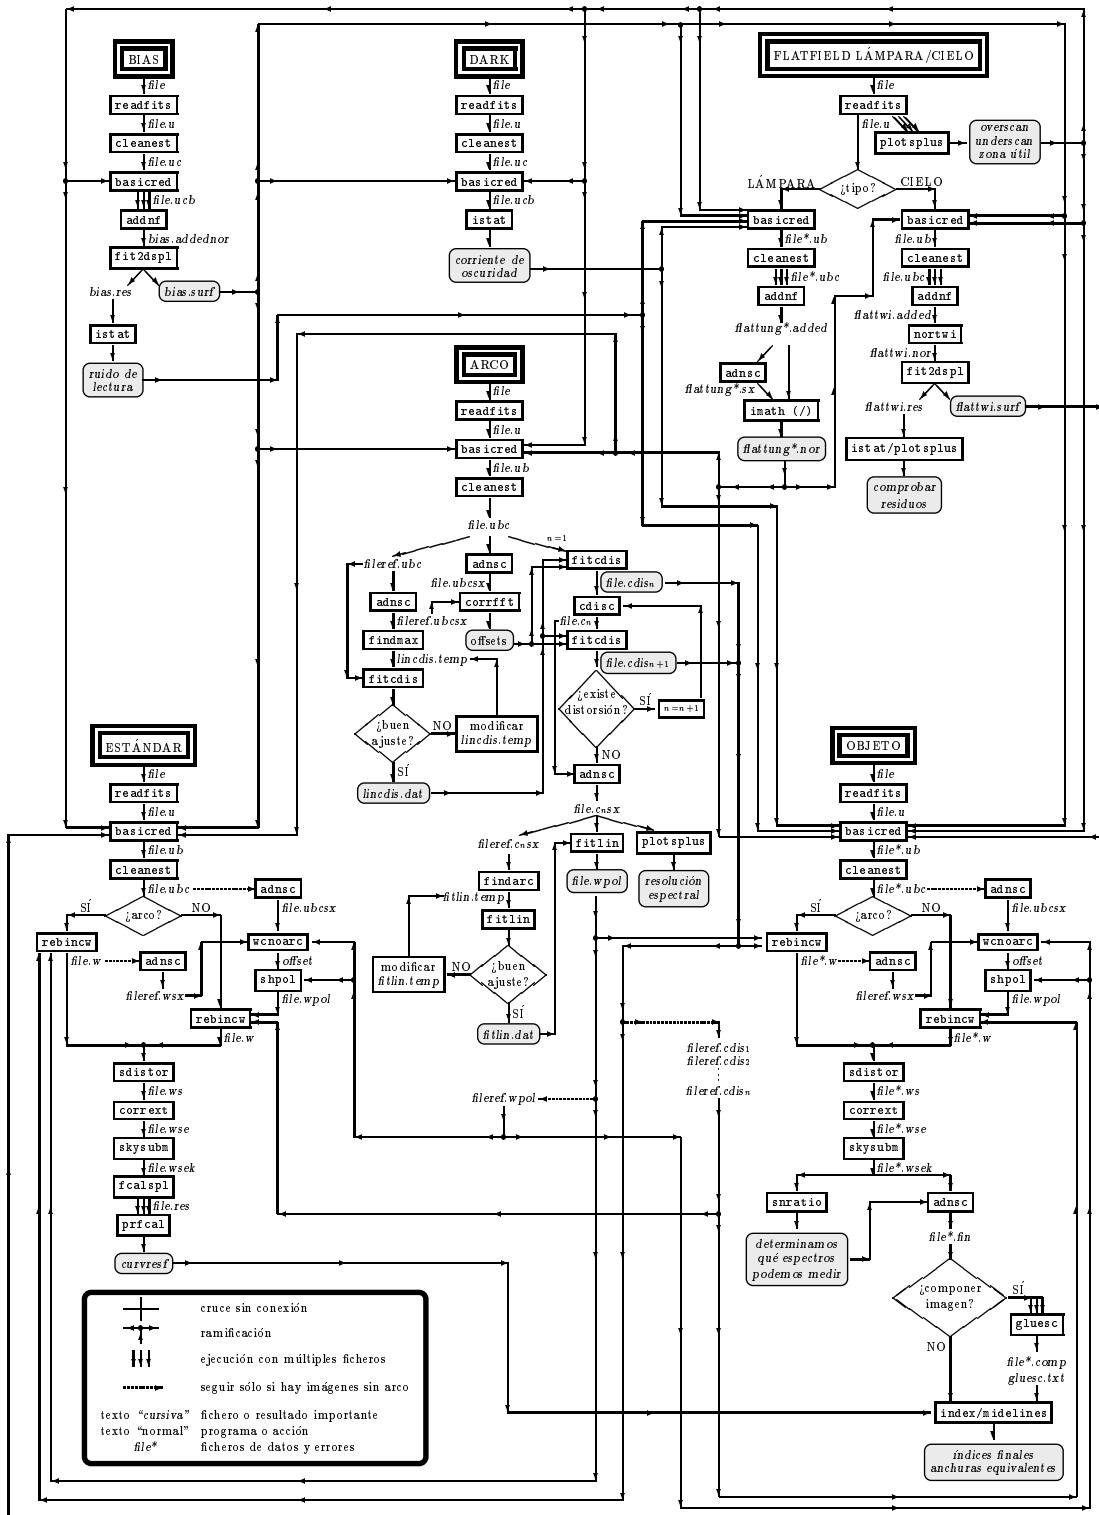 BIAS
file
readfits
file.u
cleanest
file.uc
basicred
file.ucb
addnf
bias.addednor
fit2dspl
bias.res
bias.surf
istat
ruido de
lectura
DARK
file
readfits
file.u
cleanest
file.uc
basicred
file.ucb
istat
corriente de
oscuridad
FLATFIELD LÁMPARA/CIELO
file
readfits
file.u
plotsplus
overscan
underscan
zona útil
¿tipo?
LÁMPARA
CIELO
basicred
file*.ub
cleanest
file*.ubc
addnf
flattung*.added
adnsc
flattung*.sx
imath (/)
flattung*.nor
basicred
file.ub
cleanest
file.ubc
addnf
flattwi.added
nortwi
flattwi.nor
fit2dspl
flattwi.res
flattwi.surf
istat/plotsplus
comprobar
residuos
ARCO
file
readfits
file.u
basicred
file.ub
cleanest
file.ubc
n=1
fileref.ubc
adnsc
fileref.ubcsx
findmax
lincdis.temp
fitcdis
¿buen
ajuste?
NO
modificar
lincdis.temp
SÍ
lincdis.dat
adnsc
file.ubcsx
corrfft
offsets
fitcdis
file.cdisn
cdisc
file.cn
fitcdis
file.cdisn+1
¿existe
distorsión?
SÍ
n=n+1
NO
adnsc
file.cnsx
fileref.cnsx
fitlin
plotsplus
file.wpol
resolución
espectral
findarc
fitlin.temp
fitlin
¿buen
ajuste?
NO
modificar
fitlin.temp
SÍ
fitlin.dat
fileref.wpol
fileref.cdis1
fileref.cdis2
fileref.cdisn
ESTÁNDAR
file
readfits
file.u
basicred
file.ub
cleanest
file.ubc
adnsc
file.ubcsx
¿arco?
SÍ
NO
rebincw
file.w
adnsc
fileref.wsx
wcnoarc
offset
shpol
file.wpol
rebincw
file.w
sdistor
file.ws
corrext
file.wse
skysubm
file.wsek
fcalspl
file.res
prfcal
curvresf
OBJETO
file
readfits
file.u
basicred
file*.ub
cleanest
file*.ubc
adnsc
file.ubcsx
¿arco?
SÍ
NO
rebincw
file*.w
adnsc
fileref.wsx
wcnoarc
offset
shpol
file.wpol
rebincw
file*.w
sdistor
file*.ws
corrext
file*.wse
skysubm
file*.wsek
snratio
adnsc
determinamos
qué espectros
podemos medir
file*.fin
¿componer
imagen?
SÍ
gluesc
NO
file*.comp
gluesc.txt
index/midelines
índices finales
anchuras equivalentes
cruce sin conexión
ramificación
ejecución con múltiples ficheros
seguir sólo si hay imágenes sin arco
texto “cursiva” fichero o resultado importante
texto “normal” programa o acción
file* ficheros de datos y errores